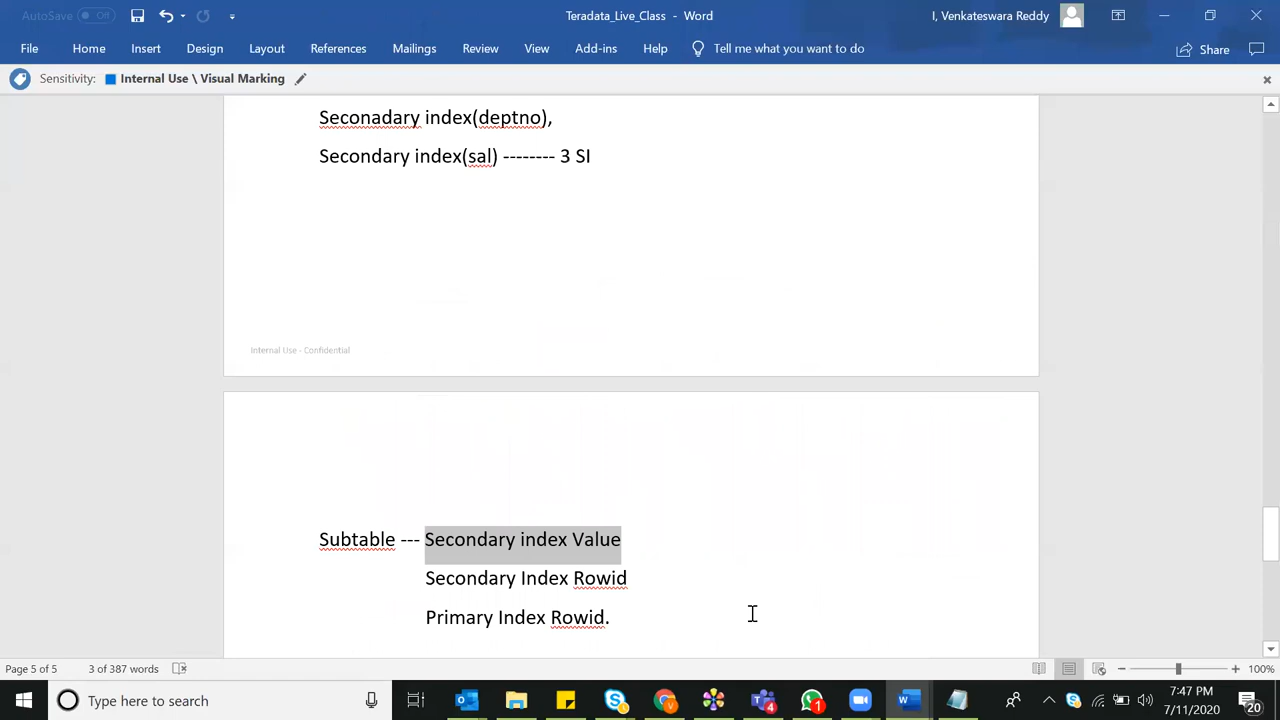 AutoSave Off
Teradata_Live_Class - Word
I, Venkateswara Reddy
File Home Insert Design Layout References Mailings Review View Add-ins Help Tell me what you want to do Share
Sensitivity: Internal Use \ Visual Marking
Seconadary index(deptno),
Secondary index(sal) -------- 3 SI
Internal Use - Confidential
Subtable --- Secondary index Value
Secondary Index Rowid
Primary Index Rowid.
Page 5 of 5 3 of 387 words 100%
Type here to search
4
1
7:47 PM
7/11/2020
20